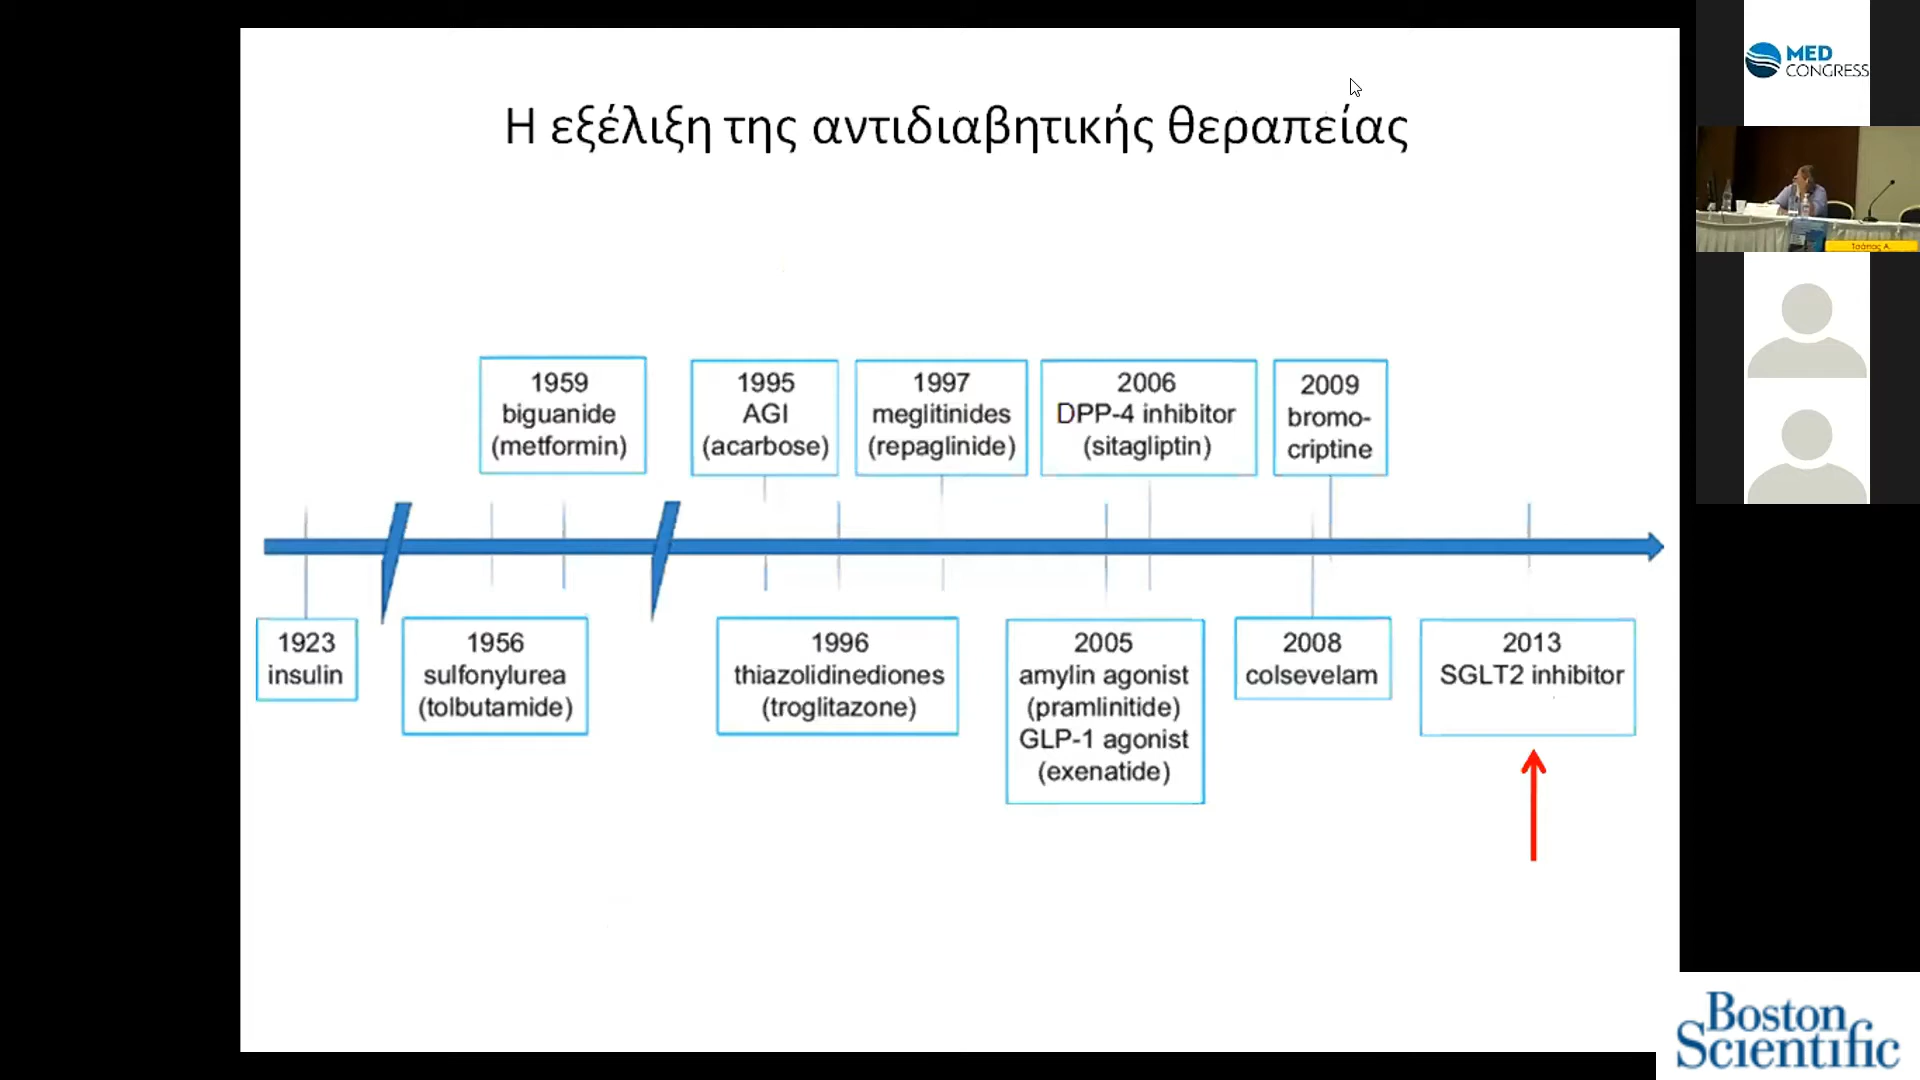 Η εξέλιξη της αντιδιαβητικής θεραπείας
1959
biguanide
(metformin)
1995
AGI
(acarbose)
1997
meglitinides
(repaglinide)
2006
DPP-4 inhibitor
(sitagliptin)
2009
bromo-
criptine
1923
insulin
1956
sulfonylurea
(tolbutamide)
1996
thiazolidinediones
(troglitazone)
2005
amylin agonist
(pramlinitide)
GLP-1 agonist
(exenatide)
2008
colsevelam
2013
SGLT2 inhibitor
MED
CONGRESS
Τσάπας Α.
Boston
Scientific